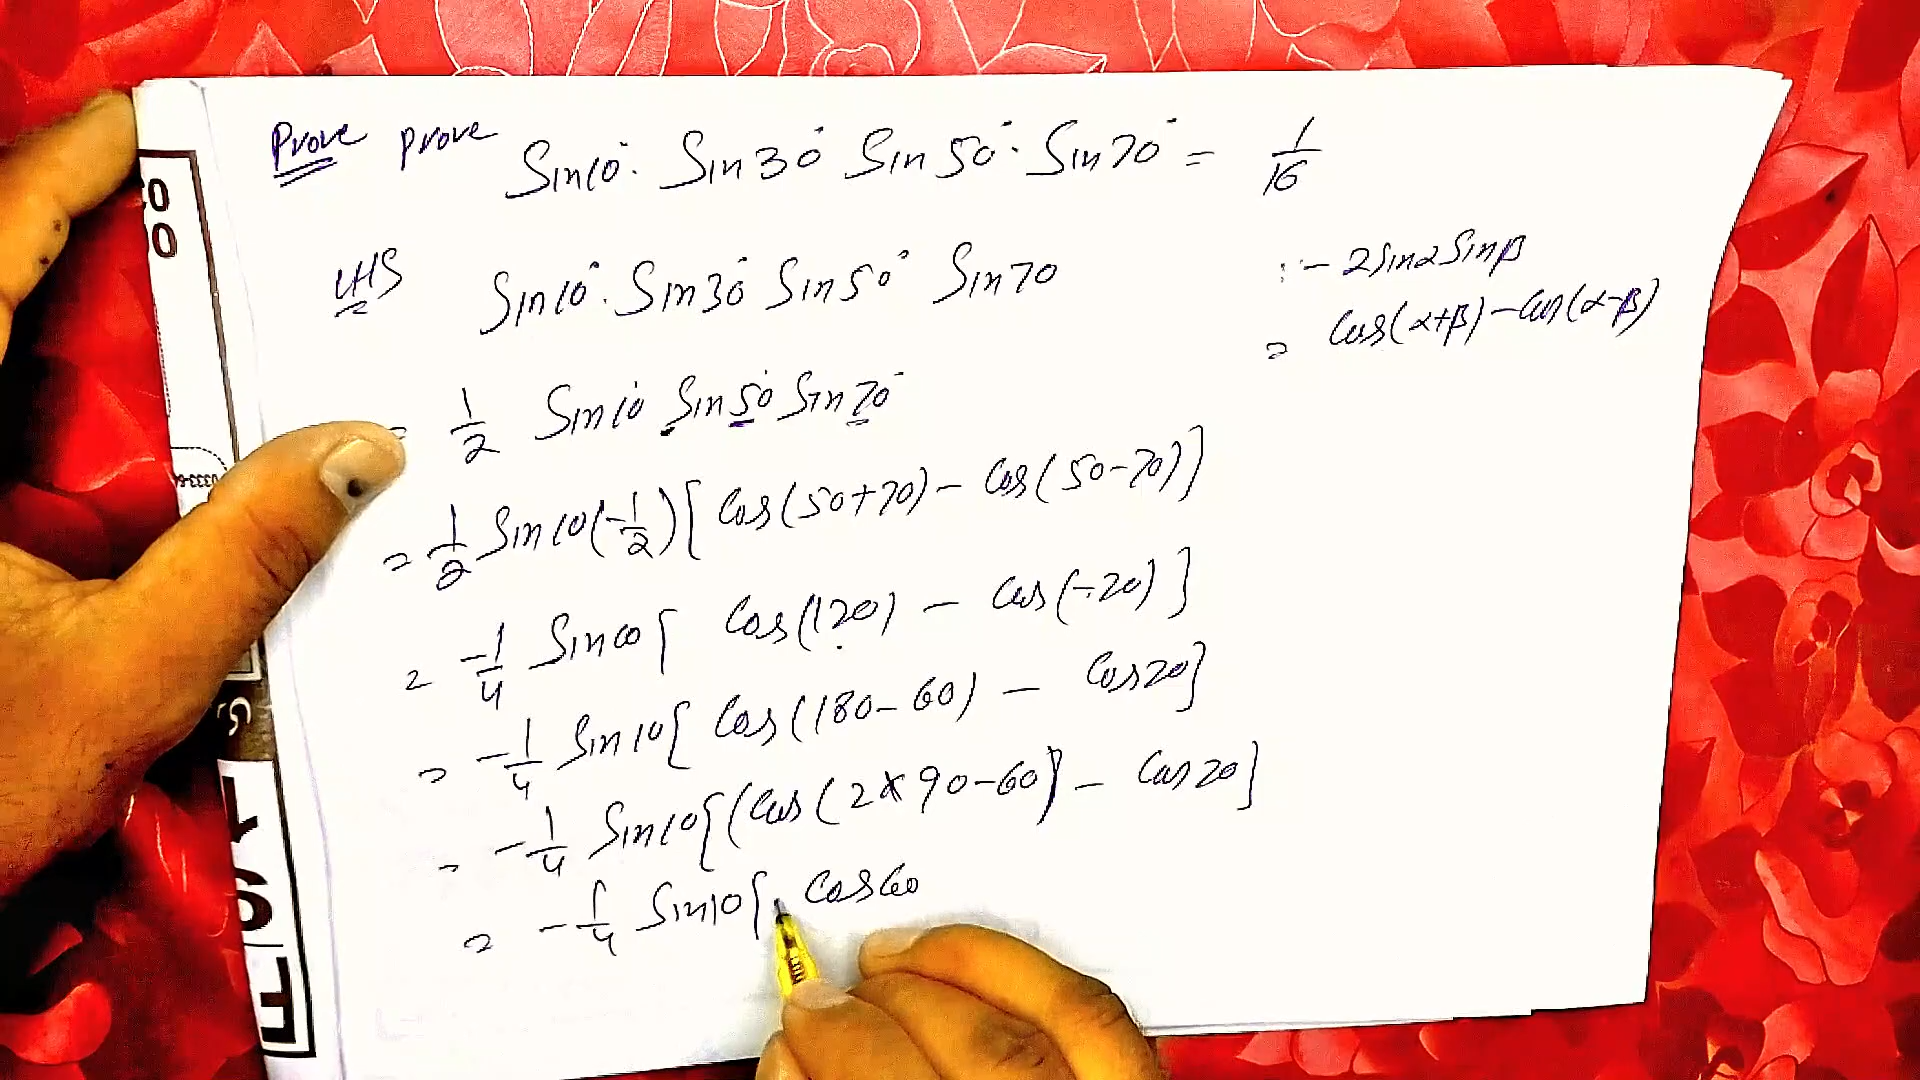 Prove prove Sin10°. Sin30° Sin50°. Sin70° = 1/16
LHS Sin10°. Sin30° Sin50° Sin70
:- 2SinαSinβ
= Cos(α+β)-Cos(α-β)
= 1/2 Sin10 Sin50° Sin70°
= 1/2 Sin10(-1/2)[Cos(50+70)-Cos(50-70)]
= -1/4 Sin10[Cos(120)-Cos(-20)]
= -1/4 Sin10[Cos(180-60)-Cos20]
= -1/4 Sin10[(Cos(2×90-60)-Cos20]
= -1/4 Sin10[ Cos60